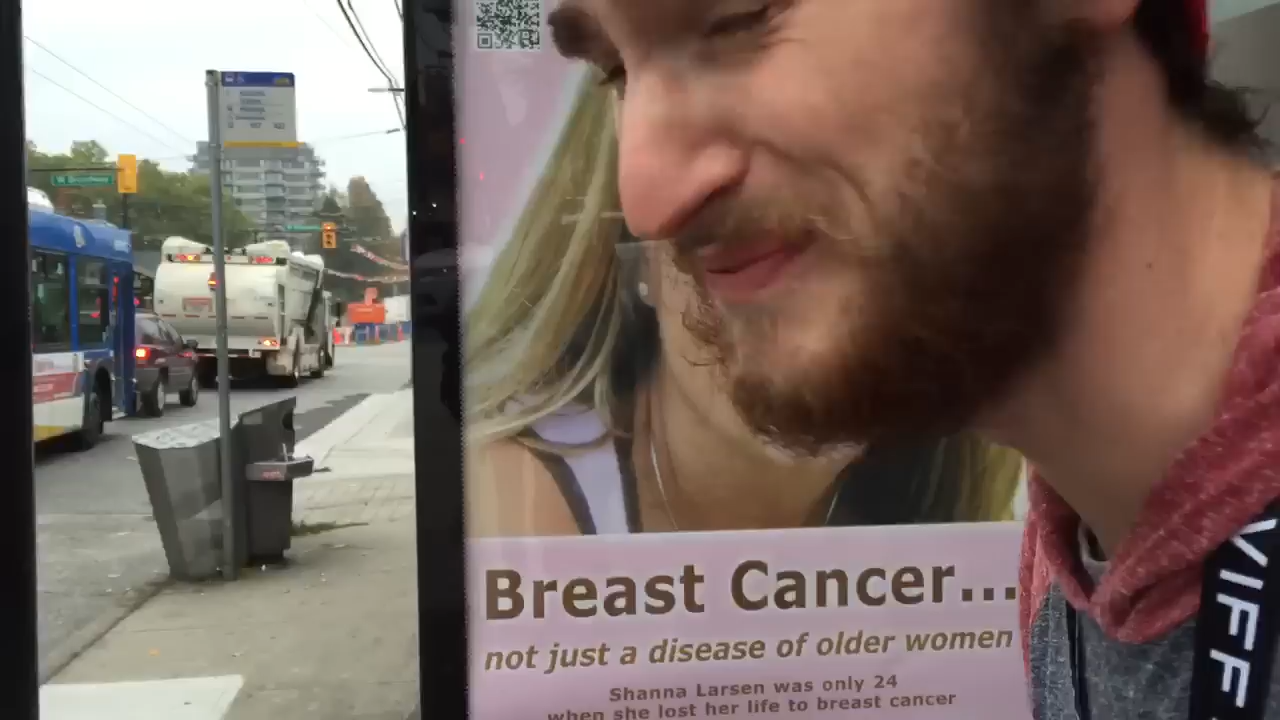 W Broadway
Breast Cancer...
not just a disease of older women
Shanna Larsen was only 24
when she lost her life to breast cancer
VIFF